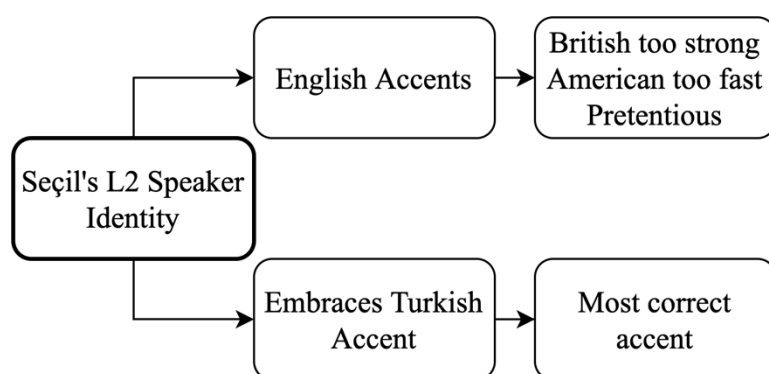 English Accents
British too strong
American too fast
Pretentious
Seçil's L2 Speaker
Identity
Embraces Turkish
Accent
Most correct
accent